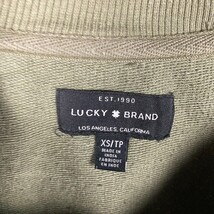 EST. 1990
LUCKY BRAND
LOS ANGELES, CALIFORNIA
XS/TP
MADE IN
INDIA
FABRIQUÉ
EN INDE